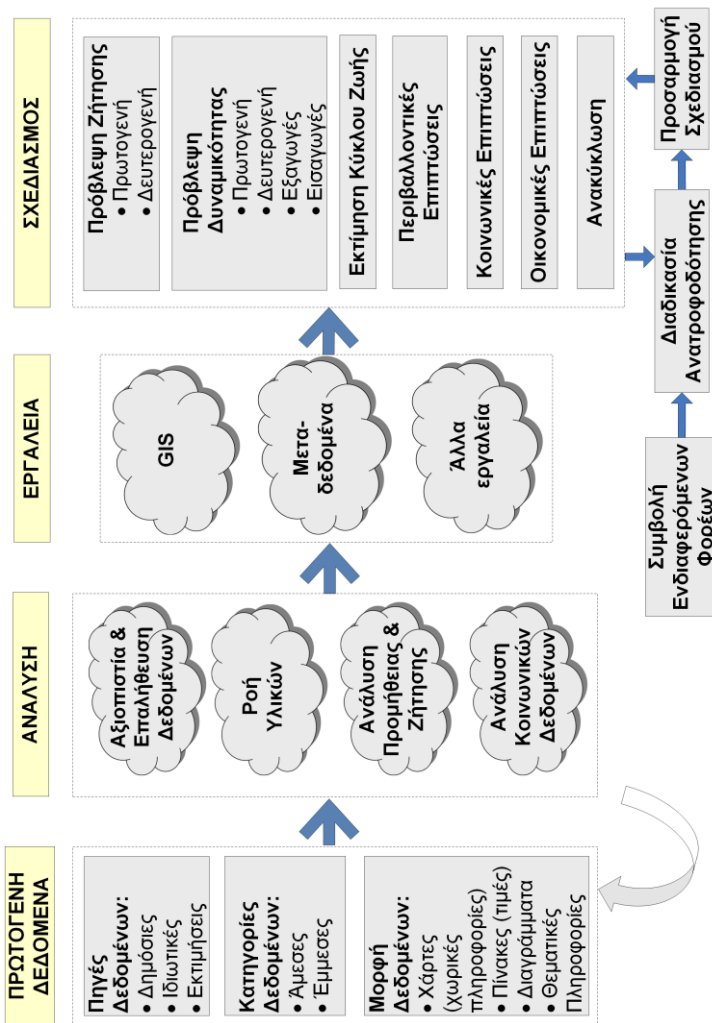 ΠΡΩΤΟΓΕΝΗ
ΔΕΔΟΜΕΝΑ
Πηγές
Δεδομένων:
• Δημόσιες
• Ιδιωτικές
• Εκτιμήσεις
Κατηγορίες
Δεδομένων:
• Άμεσες
• Έμμεσες
Μορφή
Δεδομένων:
• Χάρτες
(χωρικές
πληροφορίες)
• Πίνακες (τιμές)
• Διαγράμματα
• Θεματικές
Πληροφορίες
ΑΝΑΛΥΣΗ
Αξιοπιστία &
Επαλήθευση
Δεδομένων
Ροή
Υλικών
Ανάλυση
Προμήθειας &
Ζήτησης
Ανάλυση
Κοινωνικών
Δεδομένων
ΕΡΓΑΛΕΙΑ
GIS
Μετα-
δεδομένα
Άλλα
εργαλεία
ΣΧΕΔΙΑΣΜΟΣ
Πρόβλεψη Ζήτησης
• Πρωτογενή
• Δευτερογενή
Πρόβλεψη
Δυναμικότητας
• Πρωτογενή
• Δευτερογενή
• Εξαγωγές
• Εισαγωγές
Εκτίμηση Κύκλου Ζωής
Περιβαλλοντικές
Επιπτώσεις
Κοινωνικές Επιπτώσεις
Οικονομικές Επιπτώσεις
Ανακύκλωση
Συμβολή
Ενδιαφερόμενων
Φορέων
Διαδικασία
Ανατροφοδότησης
Προσαρμογή
Σχεδιασμού